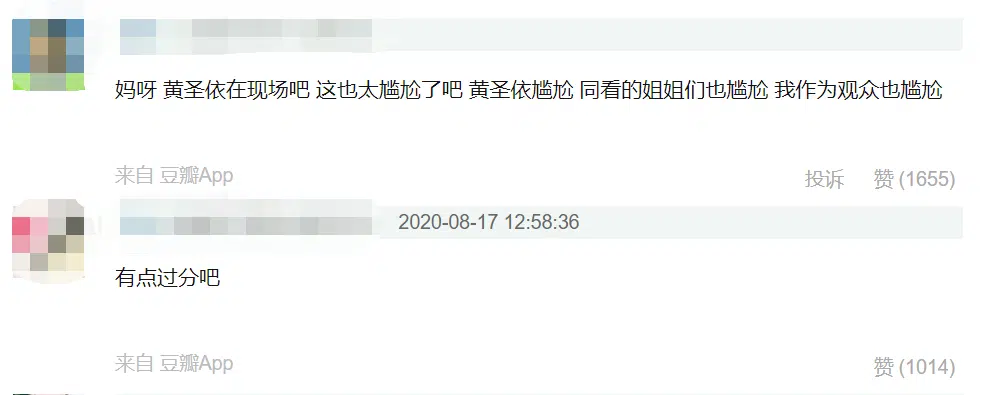 妈呀 黄圣依在现场吧 这也太尴尬了吧 黄圣依尴尬 同看的姐姐们也尴尬 我作为观众也尴尬
来自 豆瓣App 投诉 赞 (1655)
2020-08-17 12:58:36
有点过分吧
来自 豆瓣App 赞 (1014)